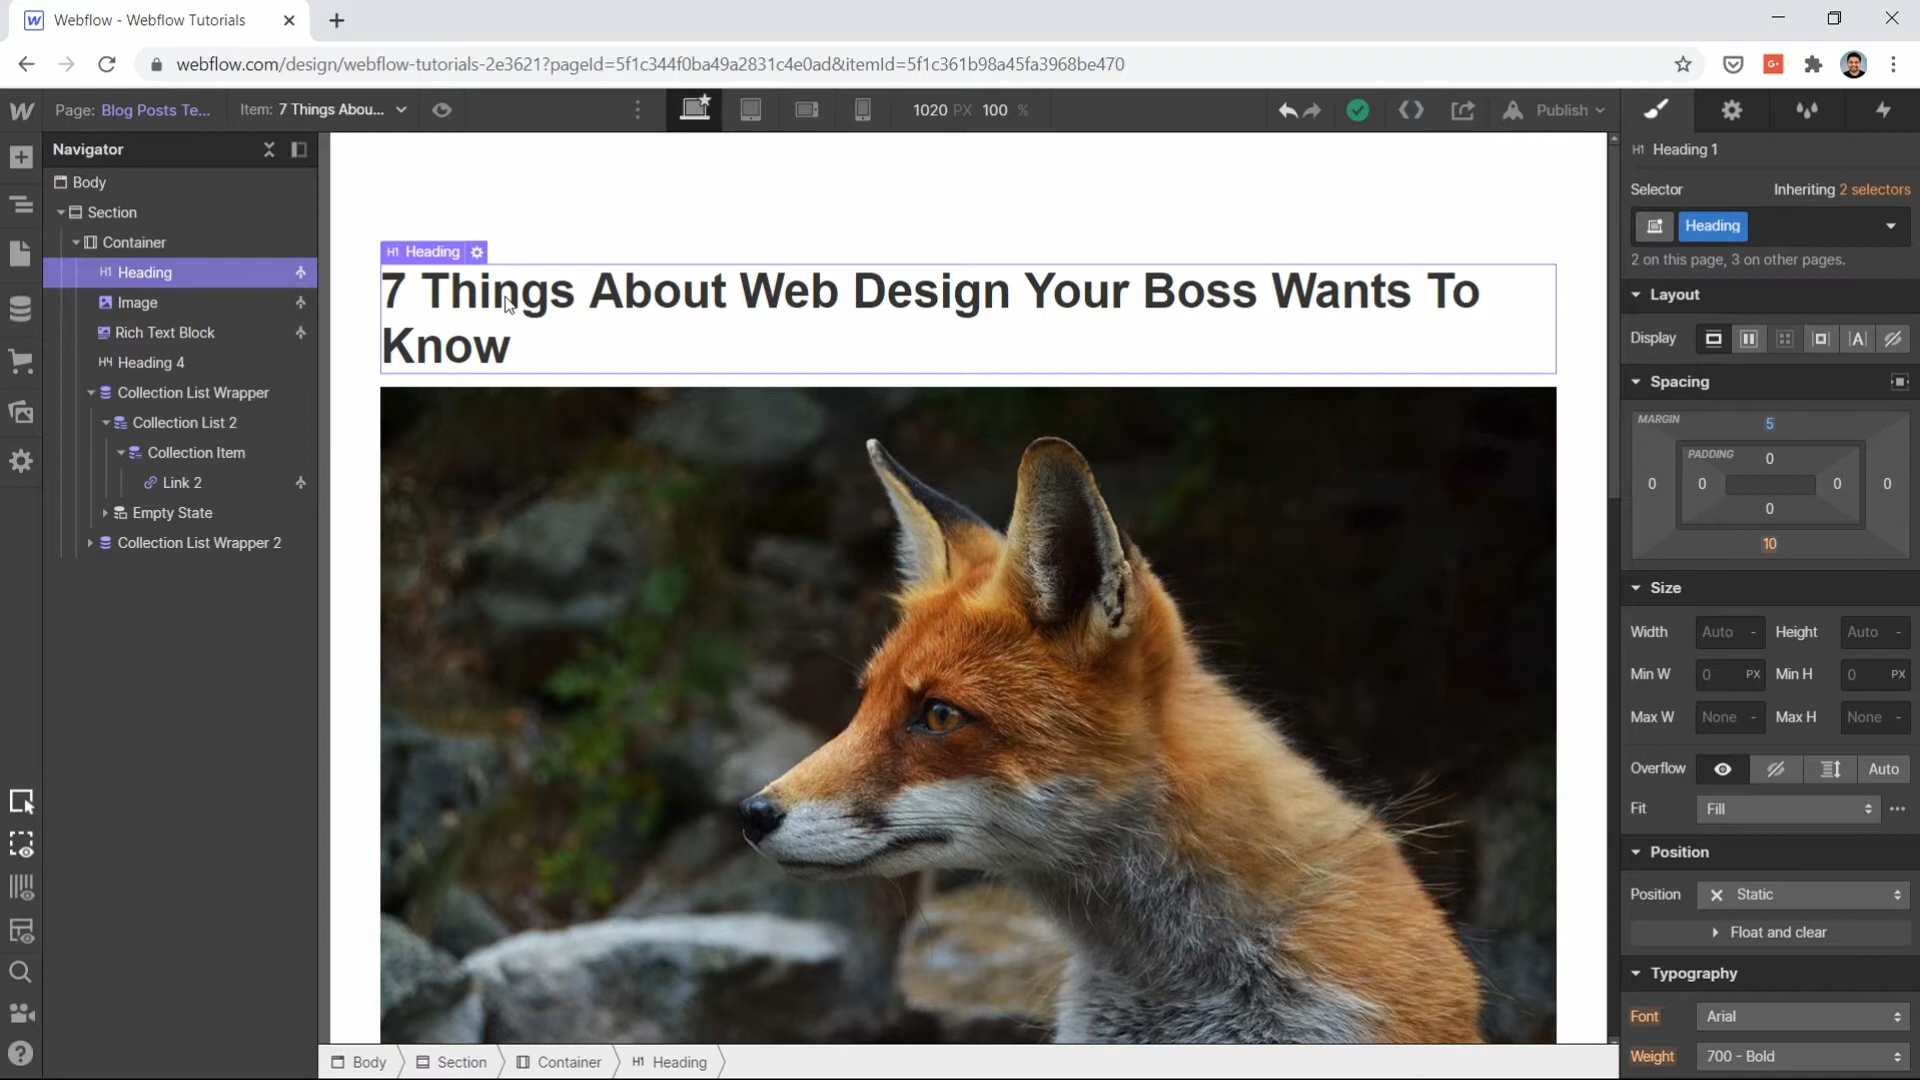 Webflow - Webflow Tutorials
webflow.com/design/webflow-tutorials-2e3621?pageId=5f1c344f0ba49a2831c4e0ad&itemId=5f1c361b98a45fa3968be470
Page: Blog Posts Te... Item: 7 Things Abou... 1020 PX 100 % Publish
Navigator
Body
Section
Container
H1 Heading
Image
Rich Text Block
H4 Heading 4
Collection List Wrapper
Collection List 2
Collection Item
Link 2
Empty State
Collection List Wrapper 2
H1 Heading
7 Things About Web Design Your Boss Wants To
Know
Body Section Container H1 Heading
H1 Heading 1
Selector Inheriting 2 selectors
Heading
2 on this page, 3 on other pages.
Layout
Display
Spacing
MARGIN 5
PADDING 0
0 0 0 0
0
10
Size
Width Auto - Height Auto -
Min W 0 PX Min H 0 PX
Max W None - Max H None -
Overflow Auto
Fit Fill
Position
Position Static
Float and clear
Typography
Font Arial
Weight 700 - Bold